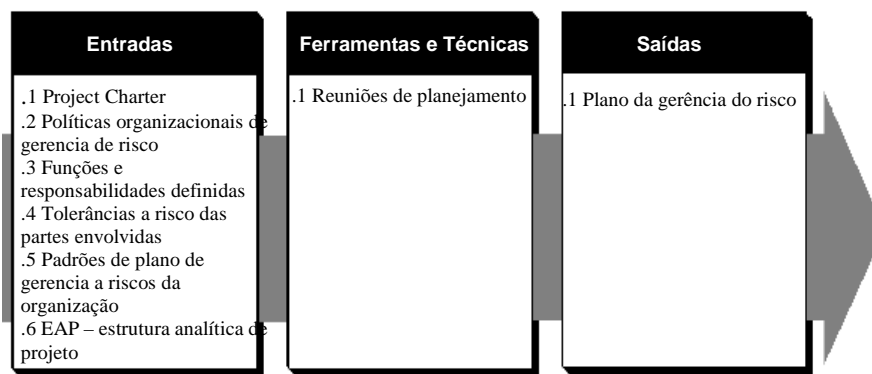 Entradas
.1 Project Charter
.2 Políticas organizacionais de
gerencia de risco
.3 Funções e
responsabilidades definidas
.4 Tolerâncias a risco das
partes envolvidas
.5 Padrões de plano de
gerencia a riscos da
organização
.6 EAP – estrutura analítica de
projeto
Ferramentas e Técnicas
.1 Reuniões de planejamento
Saídas
.1 Plano da gerência do risco